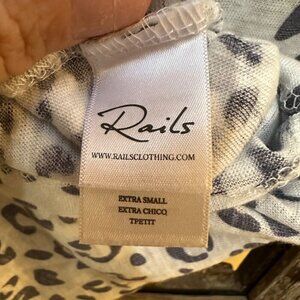 Rails
WWW.RAILSCLOTHING.COM
EXTRA SMALL
EXTRA CHICO
TPETIT